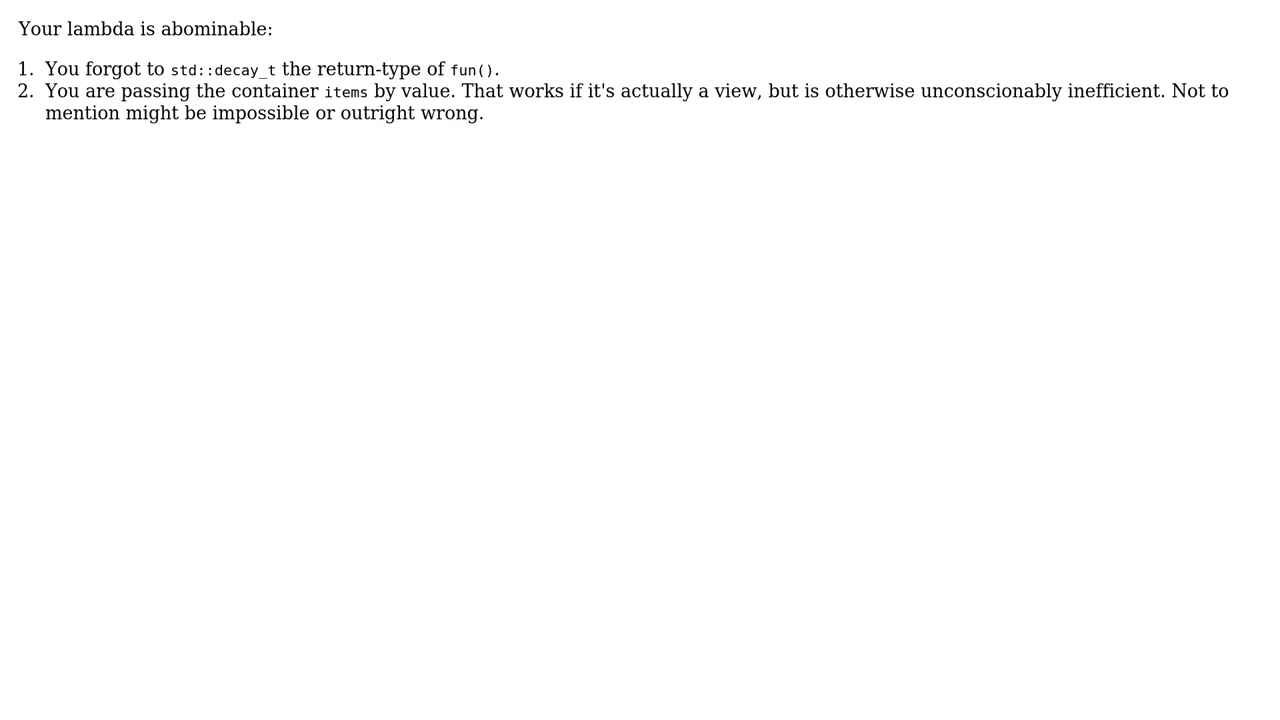 Your lambda is abominable:
1. You forgot to std::decay_t the return-type of fun().
2. You are passing the container items by value. That works if it's actually a view, but is otherwise unconscionably inefficient. Not to
mention might be impossible or outright wrong.